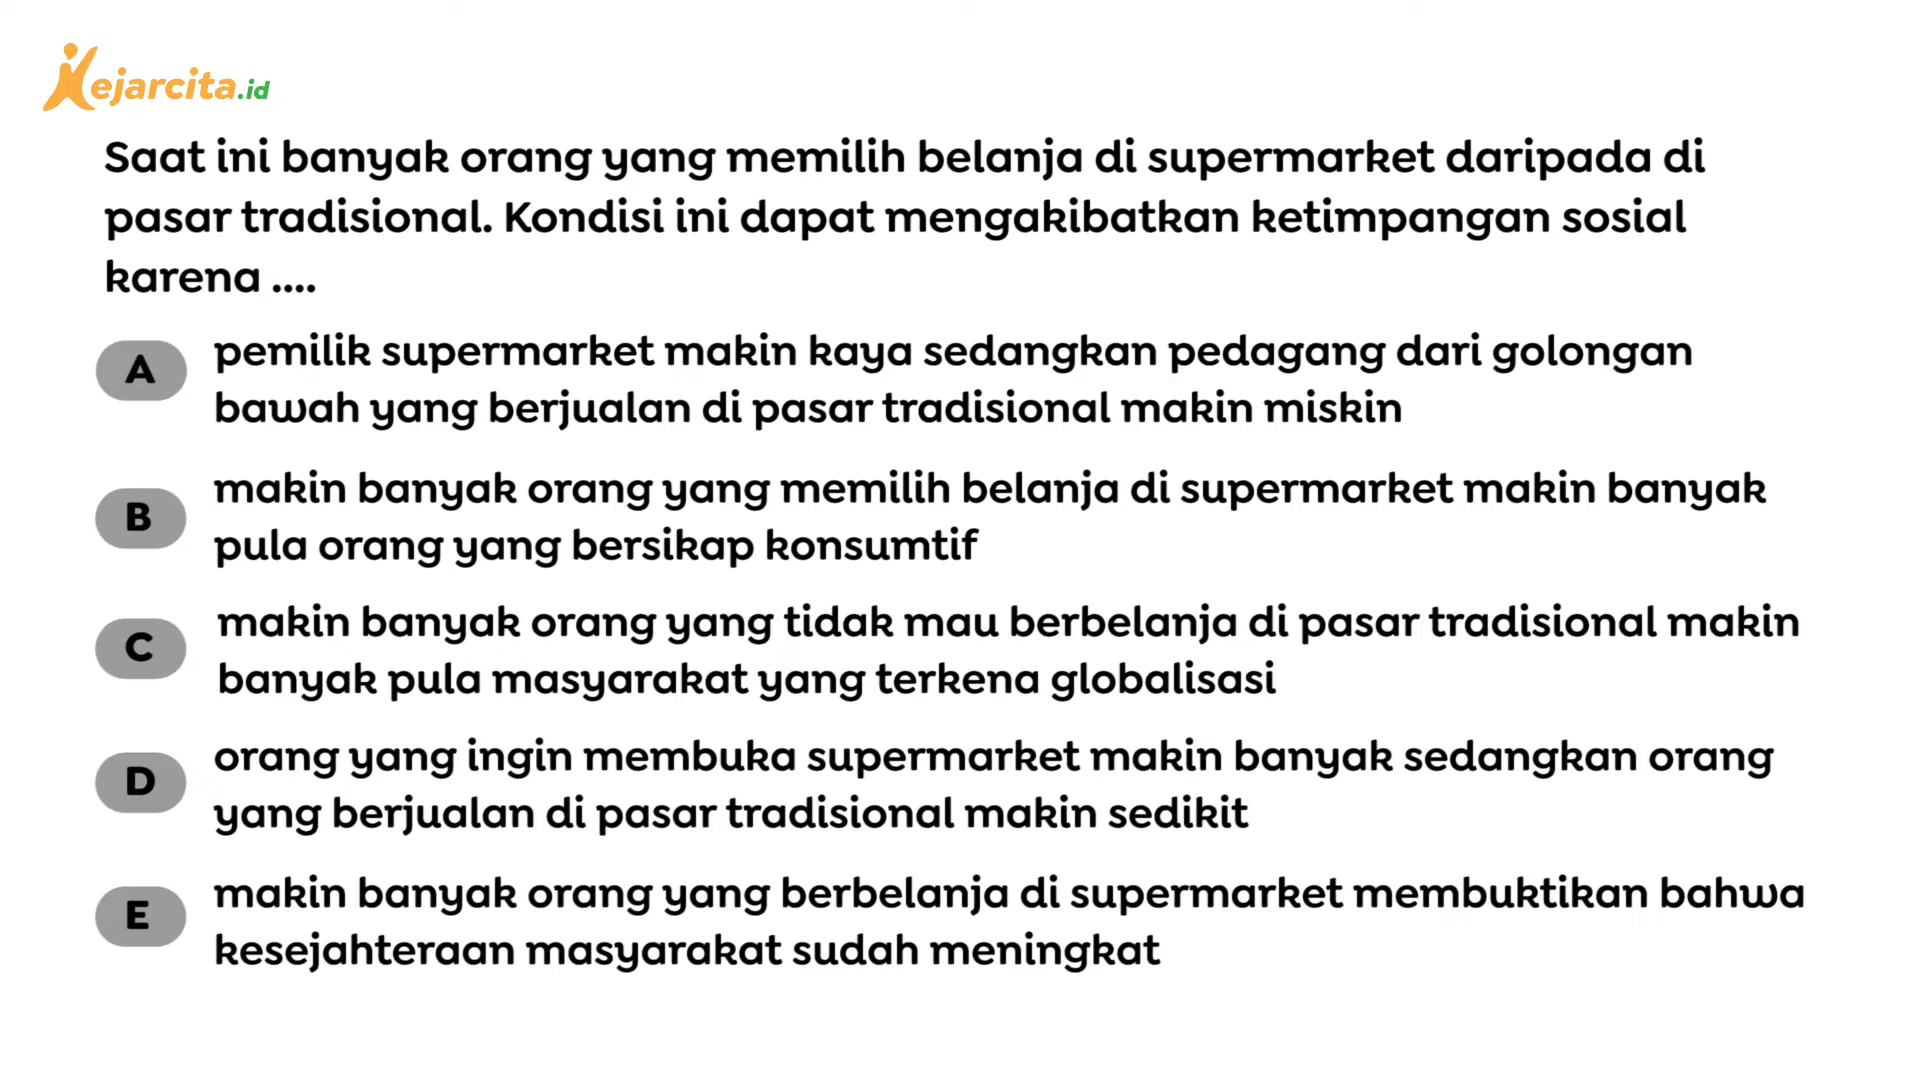 Kejarcita.id
Saat ini banyak orang yang memilih belanja di supermarket daripada di
pasar tradisional. Kondisi ini dapat mengakibatkan ketimpangan sosial
karena ....
A
pemilik supermarket makin kaya sedangkan pedagang dari golongan
bawah yang berjualan di pasar tradisional makin miskin
B
makin banyak orang yang memilih belanja di supermarket makin banyak
pula orang yang bersikap konsumtif
C
makin banyak orang yang tidak mau berbelanja di pasar tradisional makin
banyak pula masyarakat yang terkena globalisasi
D
orang yang ingin membuka supermarket makin banyak sedangkan orang
yang berjualan di pasar tradisional makin sedikit
E
makin banyak orang yang berbelanja di supermarket membuktikan bahwa
kesejahteraan masyarakat sudah meningkat